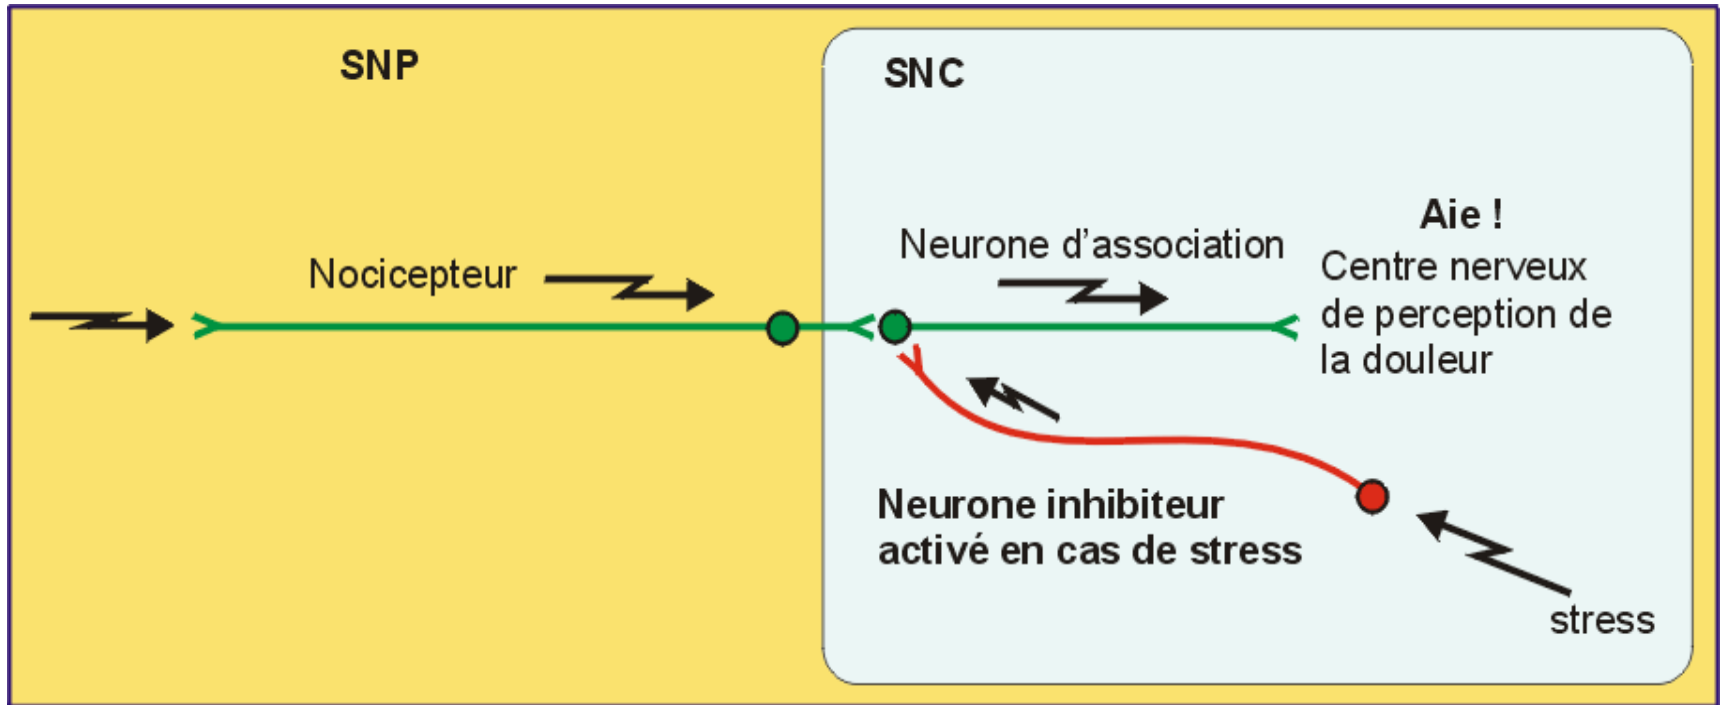 SNP
SNC
Nocicepteur
Neurone d'association
Aie !
Centre nerveux
de perception de
la douleur
Neurone inhibiteur
activé en cas de stress
stress